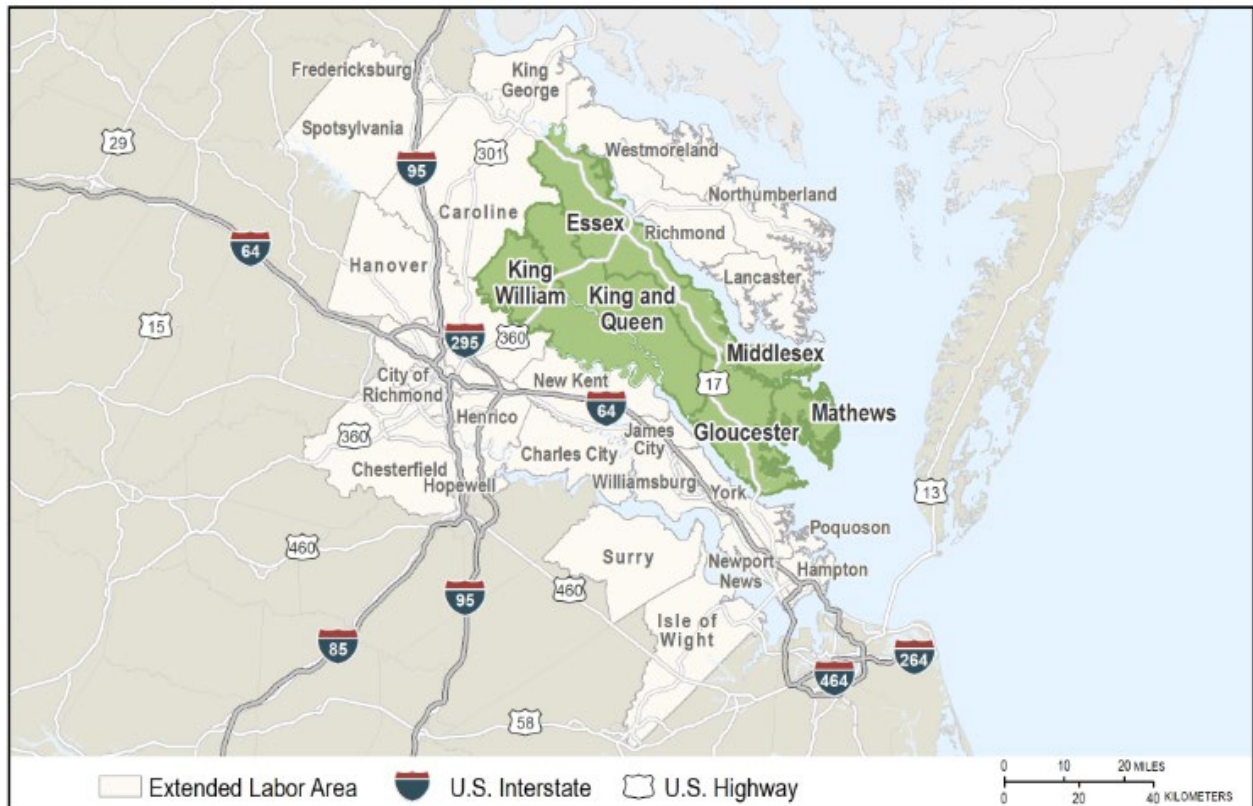 Fredericksburg
King
George
Spotsylvania
29
301
Westmoreland
95
Northumberland
Caroline
Essex
Richmond
64
Hanover
King
William
Lancaster
King and
Queen
15
295
360
Middlesex
City of
Richmond
New Kent
17
Mathews
64
Henrico
James
City
Gloucester
360
Charles City
Chesterfield
Hopewell
Williamsburg
York
13
Poquoson
460
Surry
Newport
News
Hampton
95
460
Isle of
Wight
85
264
464
58
Extended Labor Area
U.S. Interstate
U.S. Highway
0 10 20 MILES
0 20 40 KILOMETERS